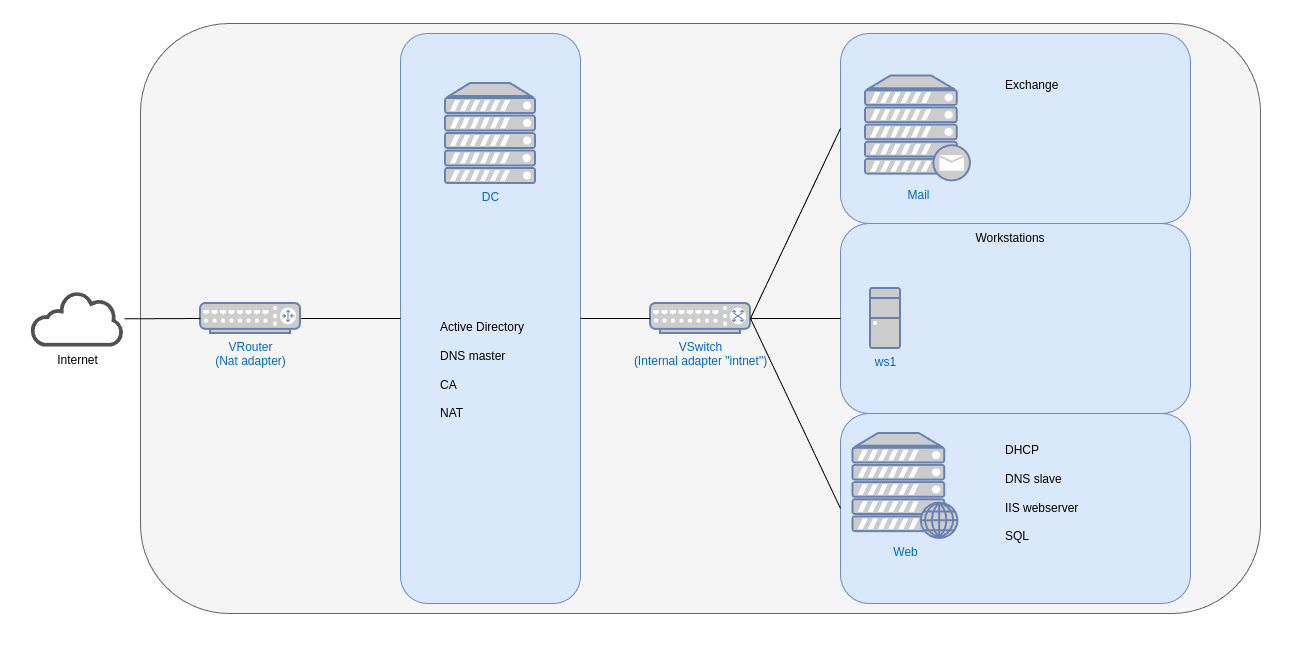 Internet
VRouter
(Nat adapter)
DC
Active Directory
DNS master
CA
NAT
VSwitch
(Internal adapter "intnet")
Exchange
Mail
Workstations
ws1
DHCP
DNS slave
IIS webserver
SQL
Web